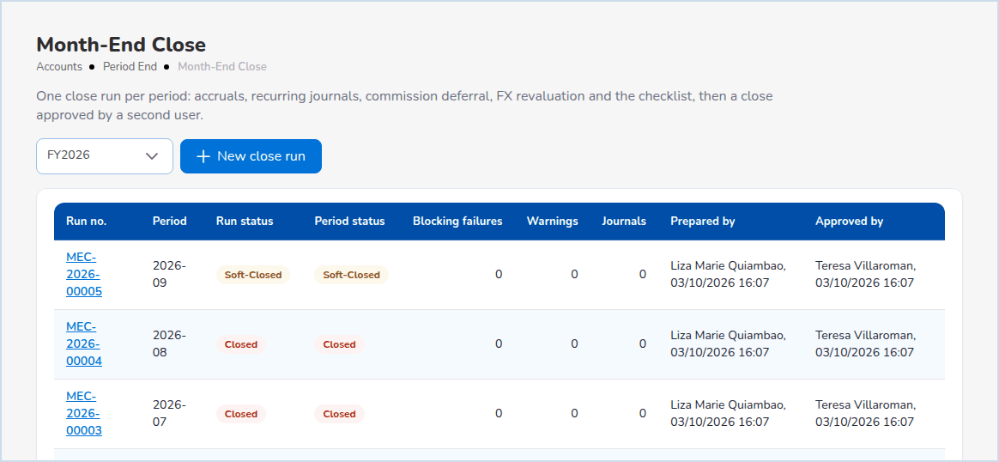 Month-End Close
Accounts • Period End • Month-End Close
One close run per period: accruals, recurring journals, commission deferral, FX revaluation and the checklist, then a close
approved by a second user.
FY2026
New close run
Run no. Period Run status Period status Blocking failures Warnings Journals Prepared by Approved by
MEC-2026-00005 2026-09 Soft-Closed Soft-Closed 0 0 0 Liza Marie Quiambao, 03/10/2026 16:07 Teresa Villaroman, 03/10/2026 16:07
MEC-2026-00004 2026-08 Closed Closed 0 0 0 Liza Marie Quiambao, 03/10/2026 16:07 Teresa Villaroman, 03/10/2026 16:07
MEC-2026-00003 2026-07 Closed Closed 0 0 0 Liza Marie Quiambao, 03/10/2026 16:07 Teresa Villaroman, 03/10/2026 16:07